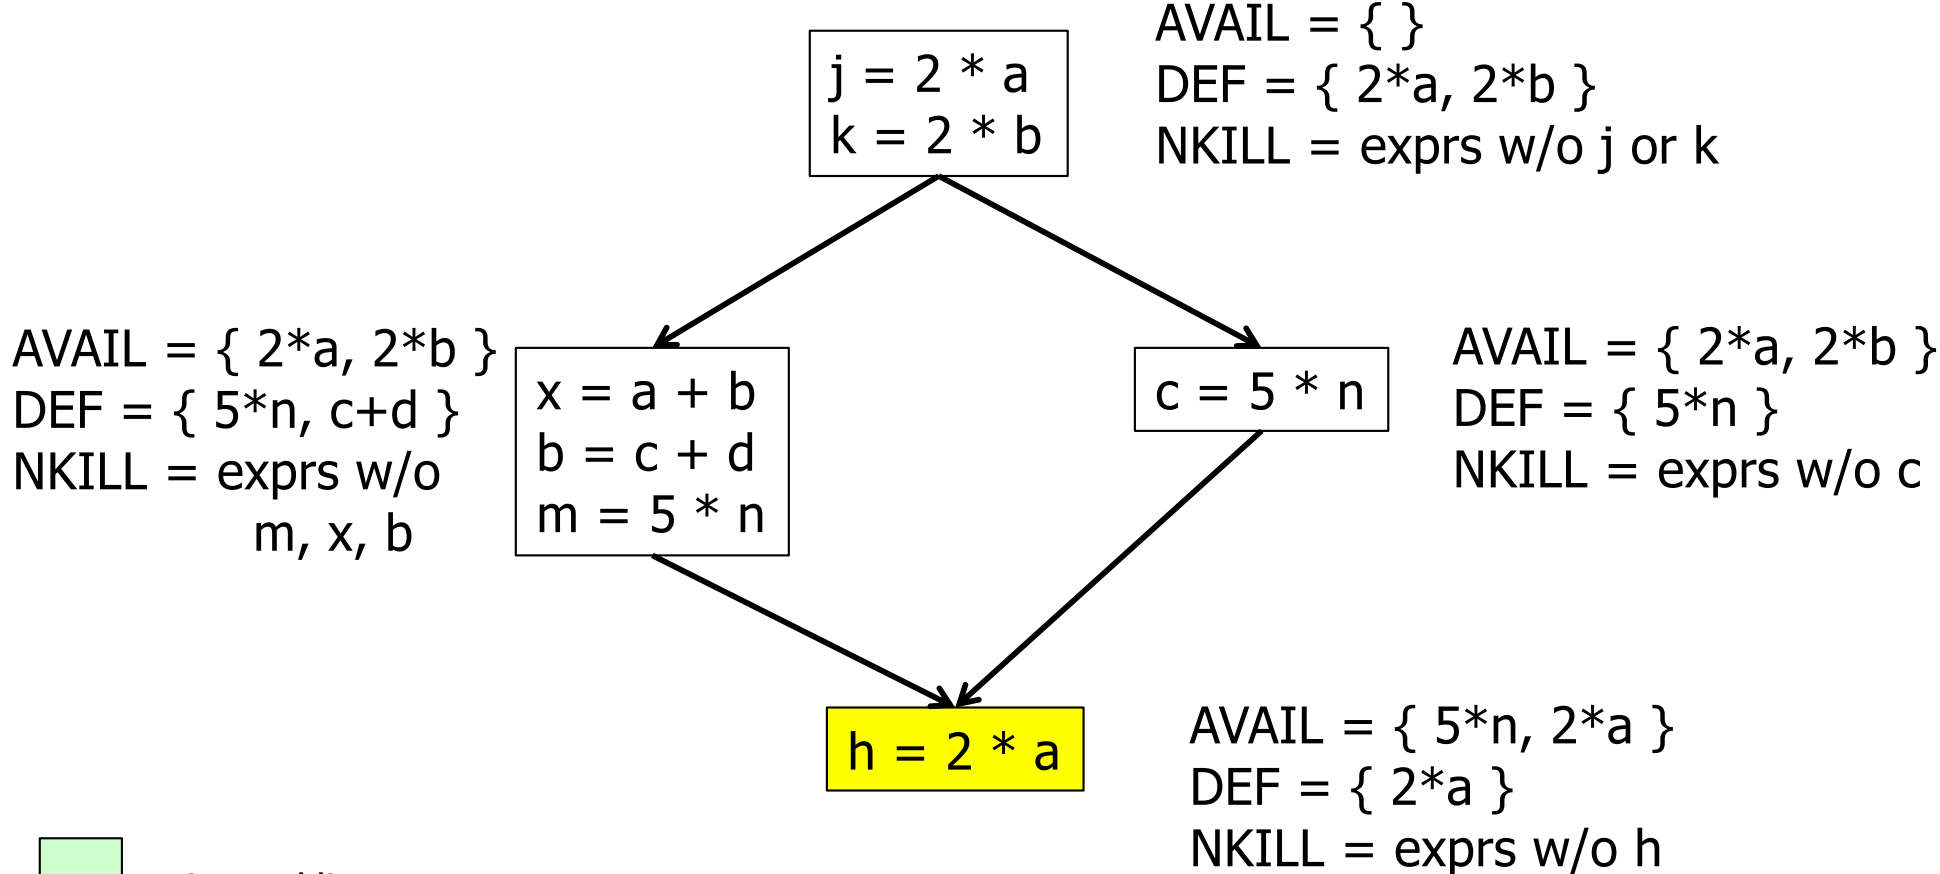 AVAIL = { }
DEF = { 2*a, 2*b }
NKILL = exprs w/o j or k
j = 2 * a
k = 2 * b
AVAIL = { 2*a, 2*b }
DEF = { 5*n, c+d }
NKILL = exprs w/o
m, x, b
x = a + b
b = c + d
m = 5 * n
c = 5 * n
AVAIL = { 2*a, 2*b }
DEF = { 5*n }
NKILL = exprs w/o c
h = 2 * a
AVAIL = { 5*n, 2*a }
DEF = { 2*a }
NKILL = exprs w/o h